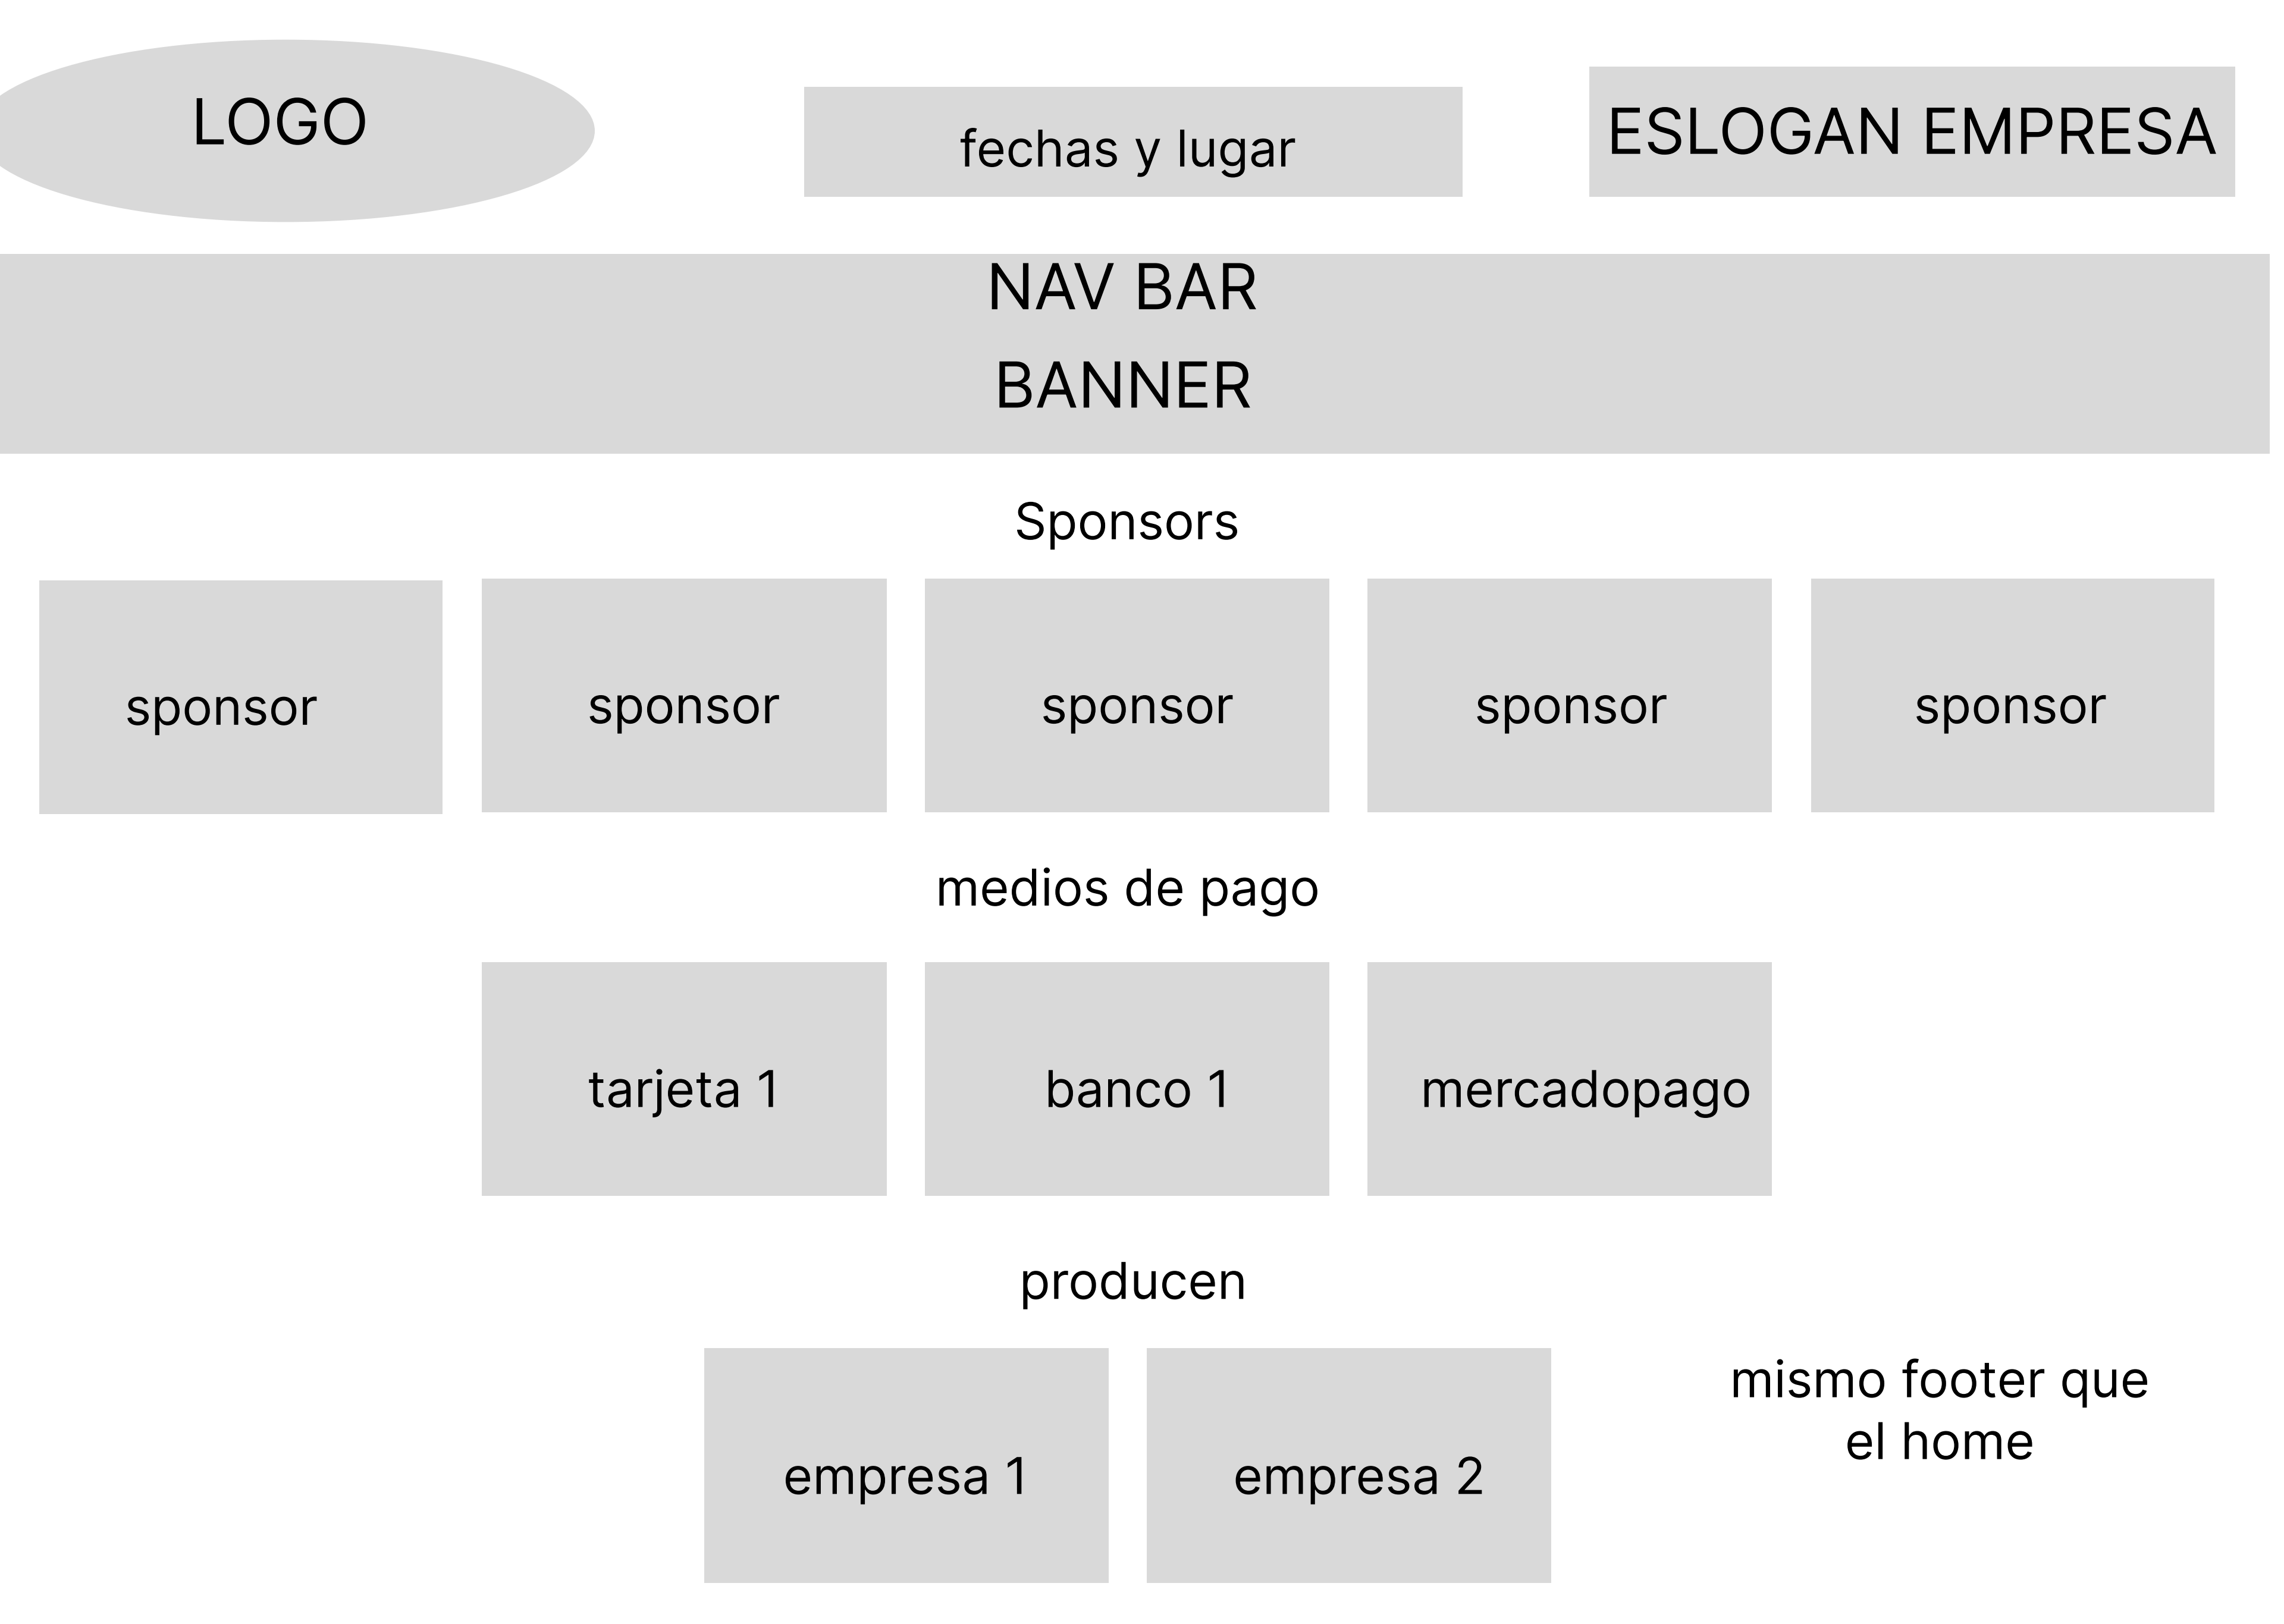 LOGO
fechas y lugar
ESLOGAN EMPRESA
NAV BAR
BANNER
Sponsors
sponsor
sponsor
sponsor
sponsor
sponsor
medios de pago
tarjeta 1
banco 1
mercadopago
producen
empresa 1
empresa 2
mismo footer que
el home